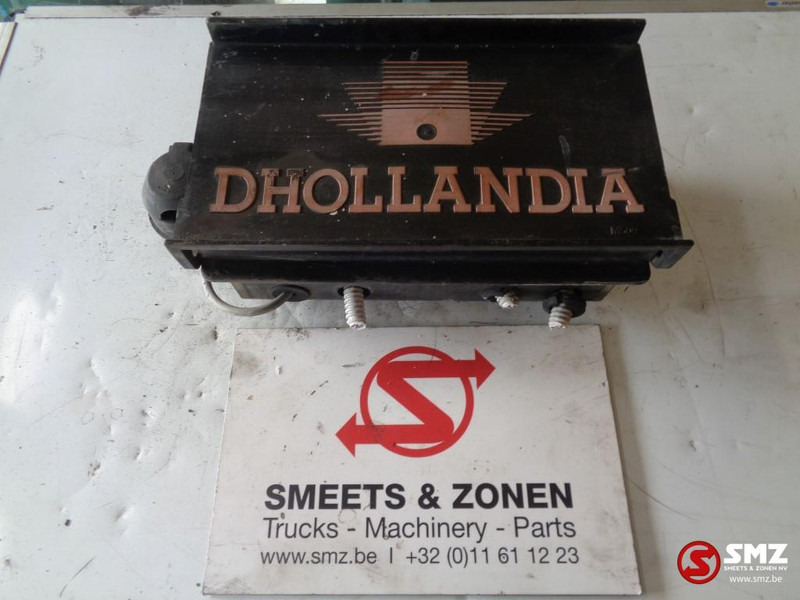 DHOLLANDIA
SMEETS & ZONEN
Trucks - Machinery - Parts
www.smz.be | +32 (0)11 61 12 23
SMZ
SMEETS & ZONEN NV
www.smz.be